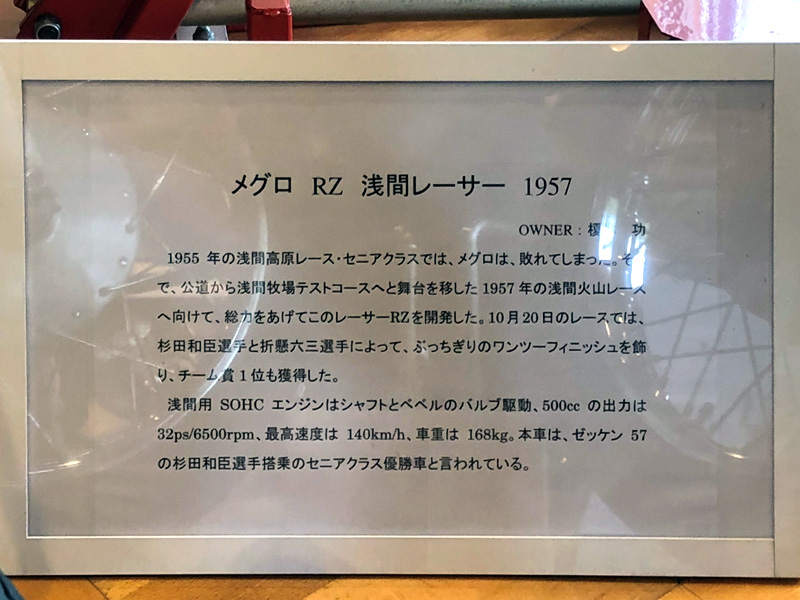 メグロ RZ 浅間レーサー 1957
OWNER：榎 功
1955 年の浅間高原レース・セニアクラスでは、メグロは、敗れてしまった。そ
で、公道から浅間牧場テストコースへと舞台を移した 1957 年の浅間火山レース
へ向けて、総力をあげてこのレーサーRZを開発した。10月20日のレースでは、
杉田和臣選手と折懸六三選手によって、ぶっちぎりのワンツーフィニッシュを飾
り、チーム賞1位も獲得した。
浅間用 SOHC エンジンはシャフトとベベルのバルブ駆動、500cc の出力は
32ps/6500rpm、最高速度は 140km/h、車重は 168kg。本車は、ゼッケン 57
の杉田和臣選手搭乗のセニアクラス優勝車と言われている。